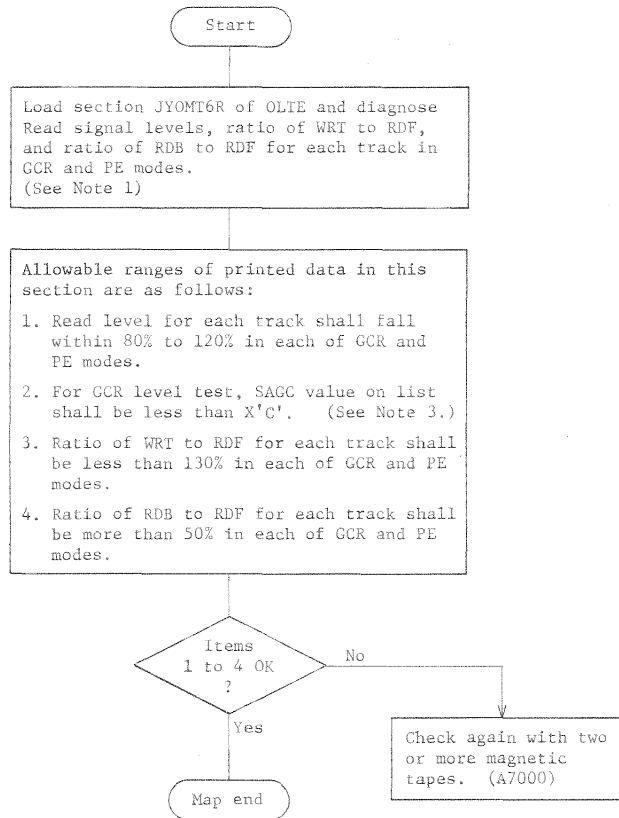 Start
Load section JYOMT6R of OLTE and diagnose
Read signal levels, ratio of WRT to RDF,
and ratio of RDB to RDF for each track in
GCR and PE modes.
(See Note 1)
Allowable ranges of printed data in this
section are as follows:
1. Read level for each track shall fall
within 80% to 120% in each of GCR and
PE modes.
2. For GCR level test, SAGC value on list
shall be less than X'C'. (See Note 3.)
3. Ratio of WRT to RDF for each track shall
be less than 130% in each of GCR and PE
modes.
4. Ratio of RDB to RDF for each track shall
be more than 50% in each of GCR and PE
modes.
Items
1 to 4 OK
?
No
Yes
Check again with two
or more magnetic
tapes. (A7000)
Map end